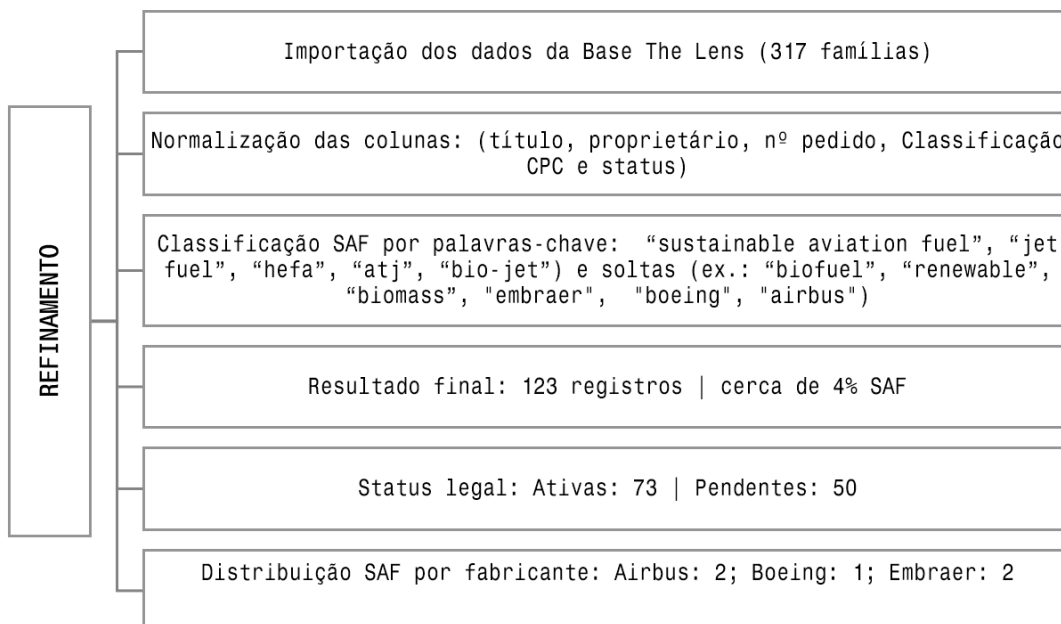 REFINAMENTO
Importação dos dados da Base The Lens (317 famílias)
Normalização das colunas: (título, proprietário, nº pedido, Classificação
CPC e status)
Classificação SAF por palavras-chave: “sustainable aviation fuel”, “jet
fuel”, “hefa”, “atj”, “bio-jet”) e soltas (ex.: “biofuel”, “renewable”,
“biomass”, "embraer", "boeing", "airbus")
Resultado final: 123 registros | cerca de 4% SAF
Status legal: Ativas: 73 | Pendentes: 50
Distribuição SAF por fabricante: Airbus: 2; Boeing: 1; Embraer: 2